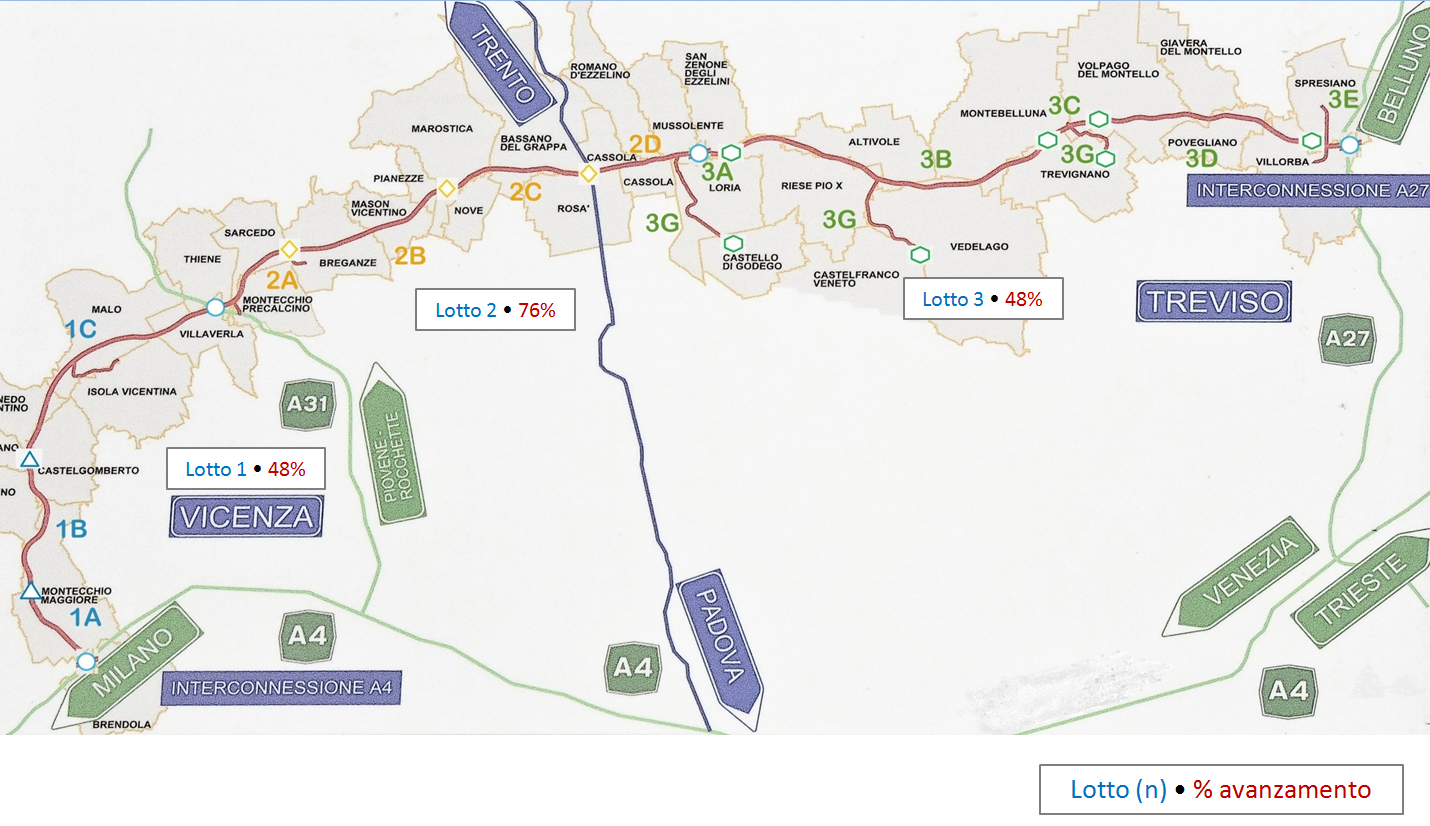 TRENTO
ROMANO
D'EZZELINO
SAN
ZENONE
DEGLI
EZZELINI
GIAVERA
DEL MONTELLO
VOLPAGO
DEL MONTELLO
SPRESIANO
3E
BELLUNO
MONTEBELLUNA
3C
MAROSTICA
BASSANO
DEL GRAPPA
MUSSOLENTE
2D
CASSOLA
ALTIVOLE
3B
3G
TREVIGNANO
POVEGLIANO
3D
VILLORBA
INTERCONNESSIONE A27
PIANEZZE
2C
CASSOLA
3A
LORIA
RIESE PIO X
MASON
VICENTINO
NOVE
ROSA'
3G
3G
VEDELAGO
SARCEDO
THIENE
BREGANZE
2B
2A
CASTELLO
DI GODEGO
CASTELFRANCO
VENETO
MONTECCHIO
PRECALCINO
MALO
1C
VILLAVERLA
Lotto 2 • 76%
Lotto 3 • 48%
TREVISO
A27
ISOLA VICENTINA
NEDO
NTINO
A31
PIOVENE -
ROCCHETTE
ANO
CASTELGOMBERTO
NO
Lotto 1 • 48%
VICENZA
1B
MONTECCHIO
MAGGIORE
1A
MILANO
A4
INTERCONNESSIONE A4
BRENDOLA
A4
PADOVA
VENEZIA
TRIESTE
A4
Lotto (n) • % avanzamento